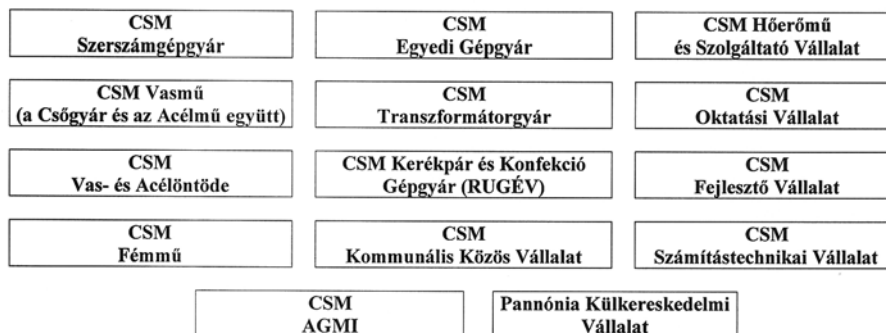 CSM
Szerszámgépgyár
CSM
Egyedi Gépgyár
CSM Hőerőmű
és Szolgáltató Vállalat
CSM Vasmű
(a Csőgyár és az Acélmű együtt)
CSM
Transzformátorgyár
CSM
Oktatási Vállalat
CSM
Vas- és Acélöntöde
CSM Kerékpár és Konfekció
Gépgyár (RUGÉV)
CSM
Fejlesztő Vállalat
CSM
Fémmű
CSM
Kommunális Közös Vállalat
CSM
Számítástechnikai Vállalat
CSM
AGMI
Pannónia Külkereskedelmi
Vállalat